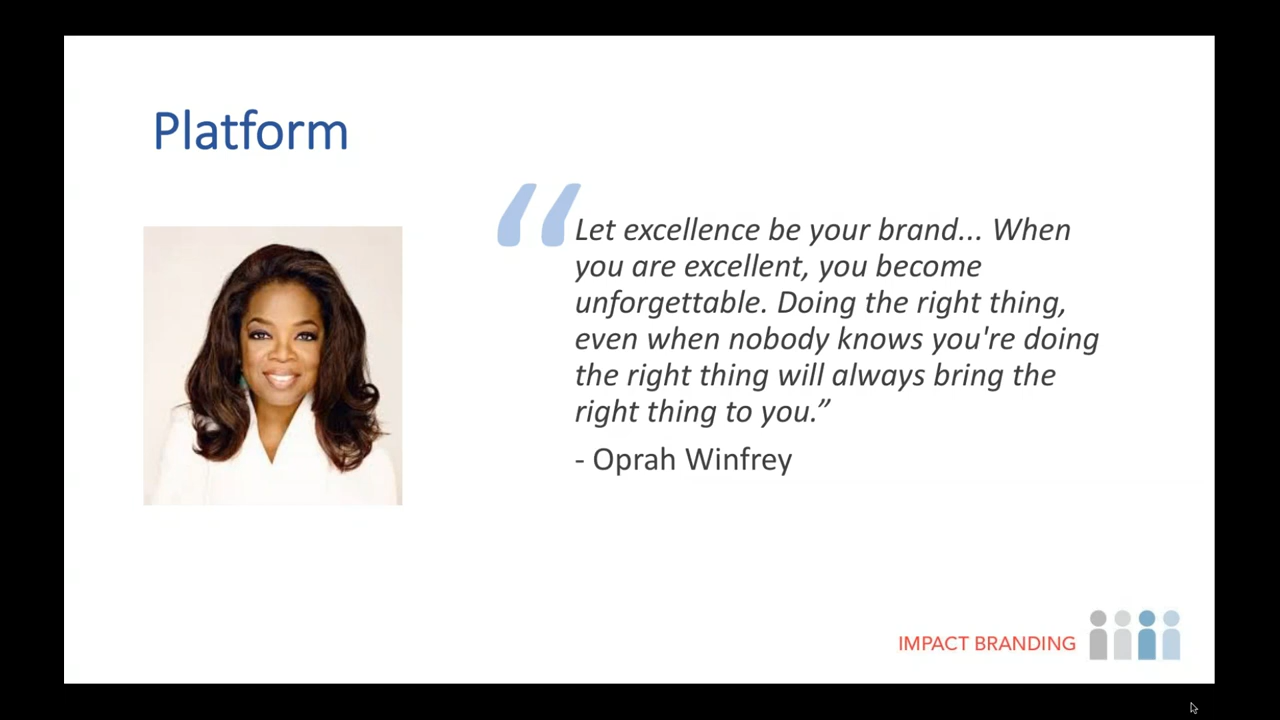 Platform
“
Let excellence be your brand... When
you are excellent, you become
unforgettable. Doing the right thing,
even when nobody knows you're doing
the right thing will always bring the
right thing to you.”
- Oprah Winfrey
IMPACT BRANDING